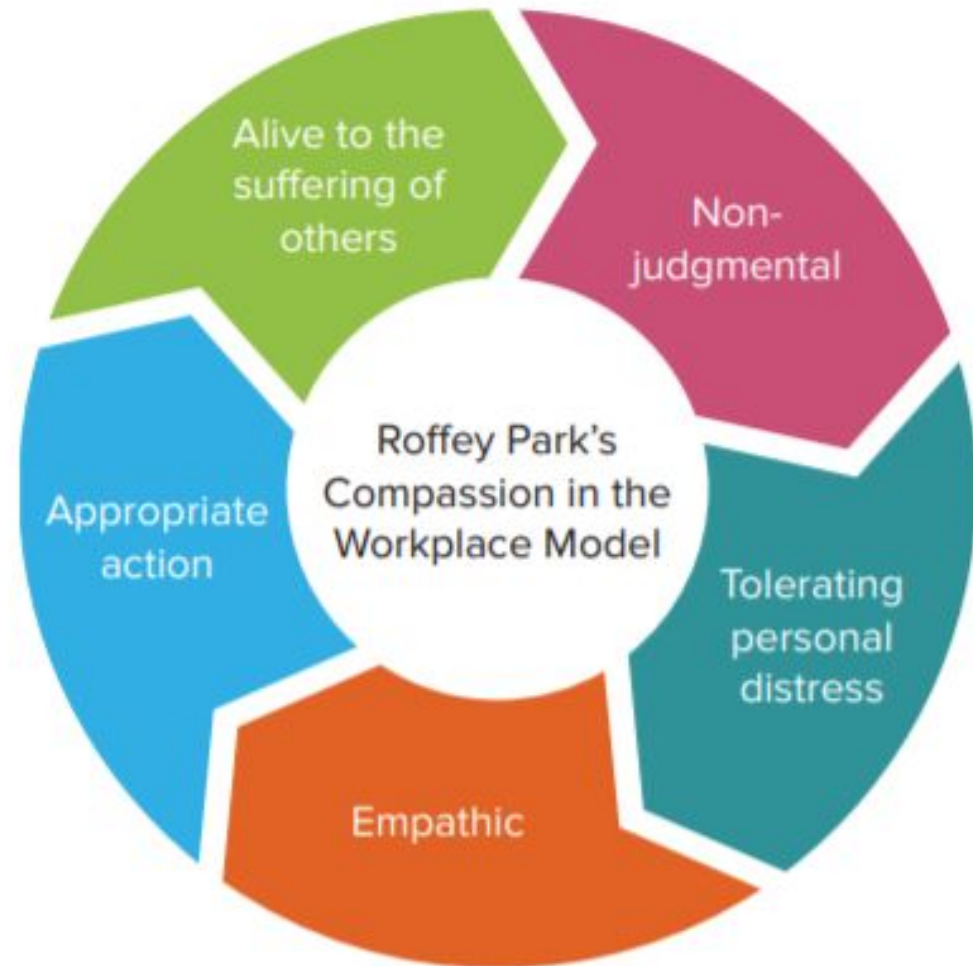 Alive to the
suffering of
others
Non-
judgmental
Roffey Park's
Compassion in the
Workplace Model
Appropriate
action
Tolerating
personal
distress
Empathic